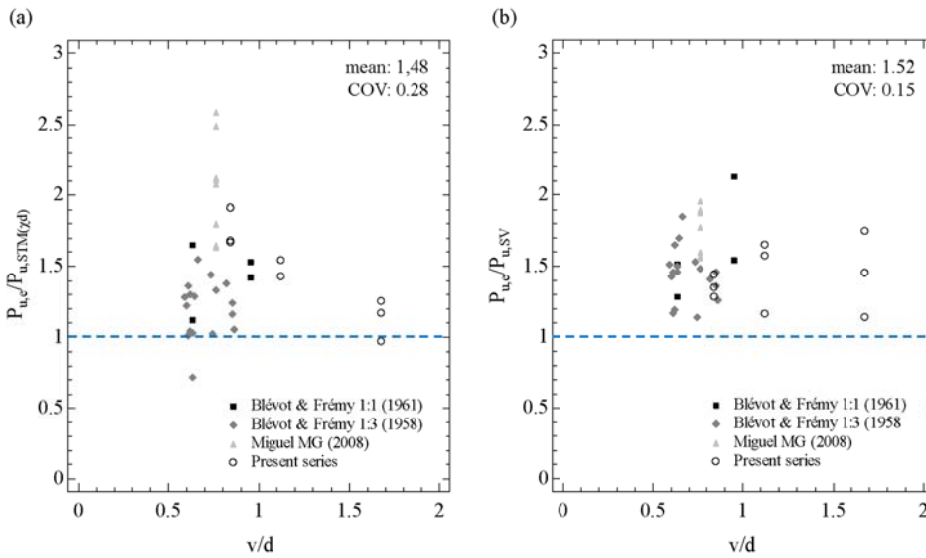 (a)
mean: 1,48
COV: 0.28
3
2.5
2
1.5
1
0.5
0
P_{u,e}/P_{u,STM(χd)}
Blévot & Frémy 1:1 (1961)
Blévot & Frémy 1:3 (1958)
Miguel MG (2008)
Present series
0 0.5 1 1.5 2
v/d
(b)
mean: 1.52
COV: 0.15
3
2.5
2
1.5
1
0.5
0
P_{u,e}/P_{u,SV}
Blévot & Frémy 1:1 (1961)
Blévot & Frémy 1:3 (1958
Miguel MG (2008)
Present series
0 0.5 1 1.5 2
v/d